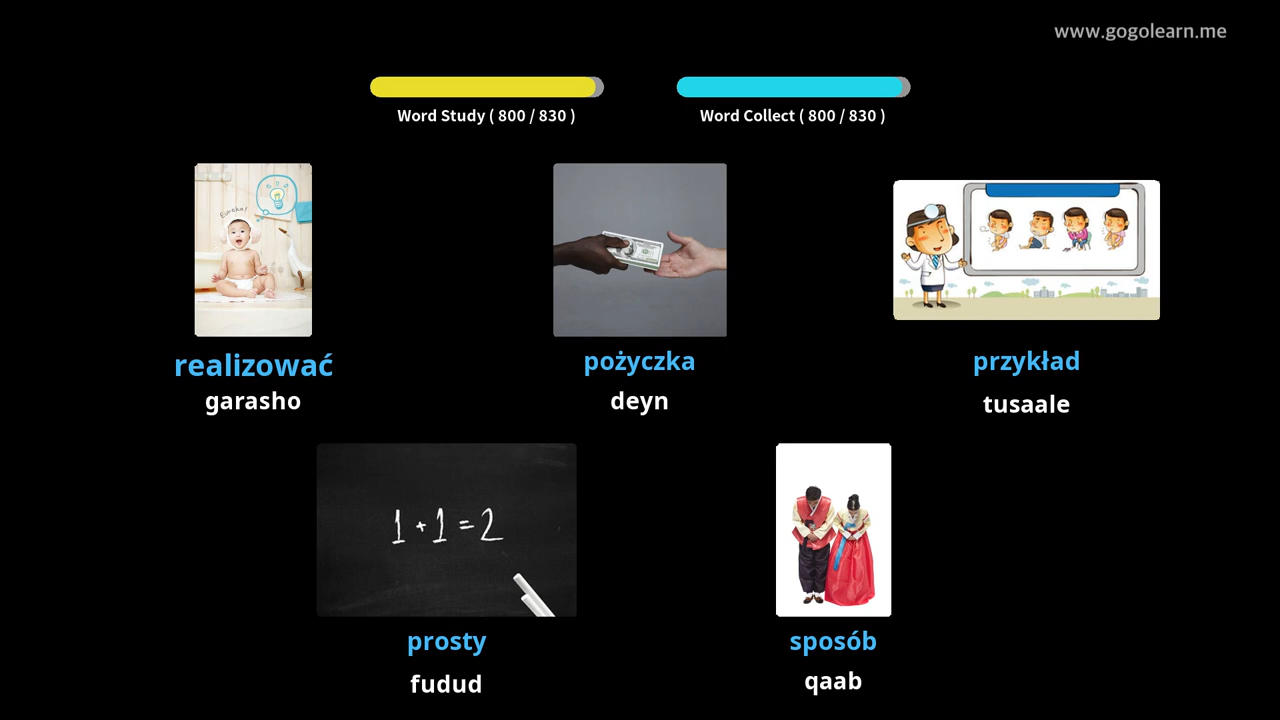 www.gogolearn.me
Word Study ( 800 / 830 )
Word Collect ( 800 / 830 )
Eureka!
realizować
garasho
pożyczka
deyn
przykład
tusaale
1 + 1 = 2
prosty
fudud
sposób
qaab